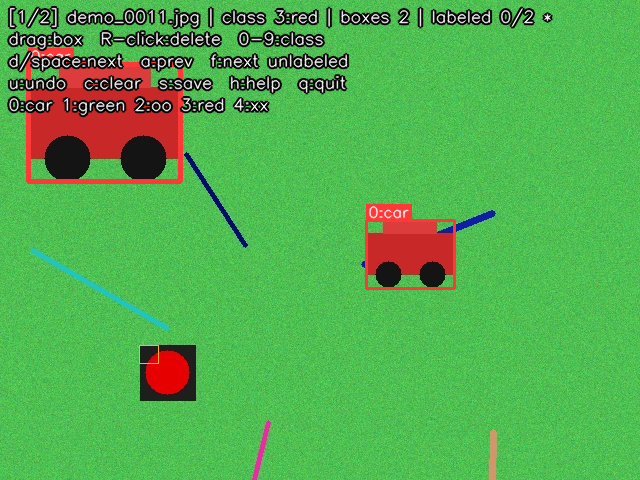 [1/2] demo_0011.jpg | class 3:red | boxes 2 | labeled 0/2 *
drag:box R-click:delete 0-9:class
0:car
d/space:next a:prev f:next unlabeled
u:undo c:clear s:save h:help q:quit
0:car 1:green 2:oo 3:red 4:xx
0:car